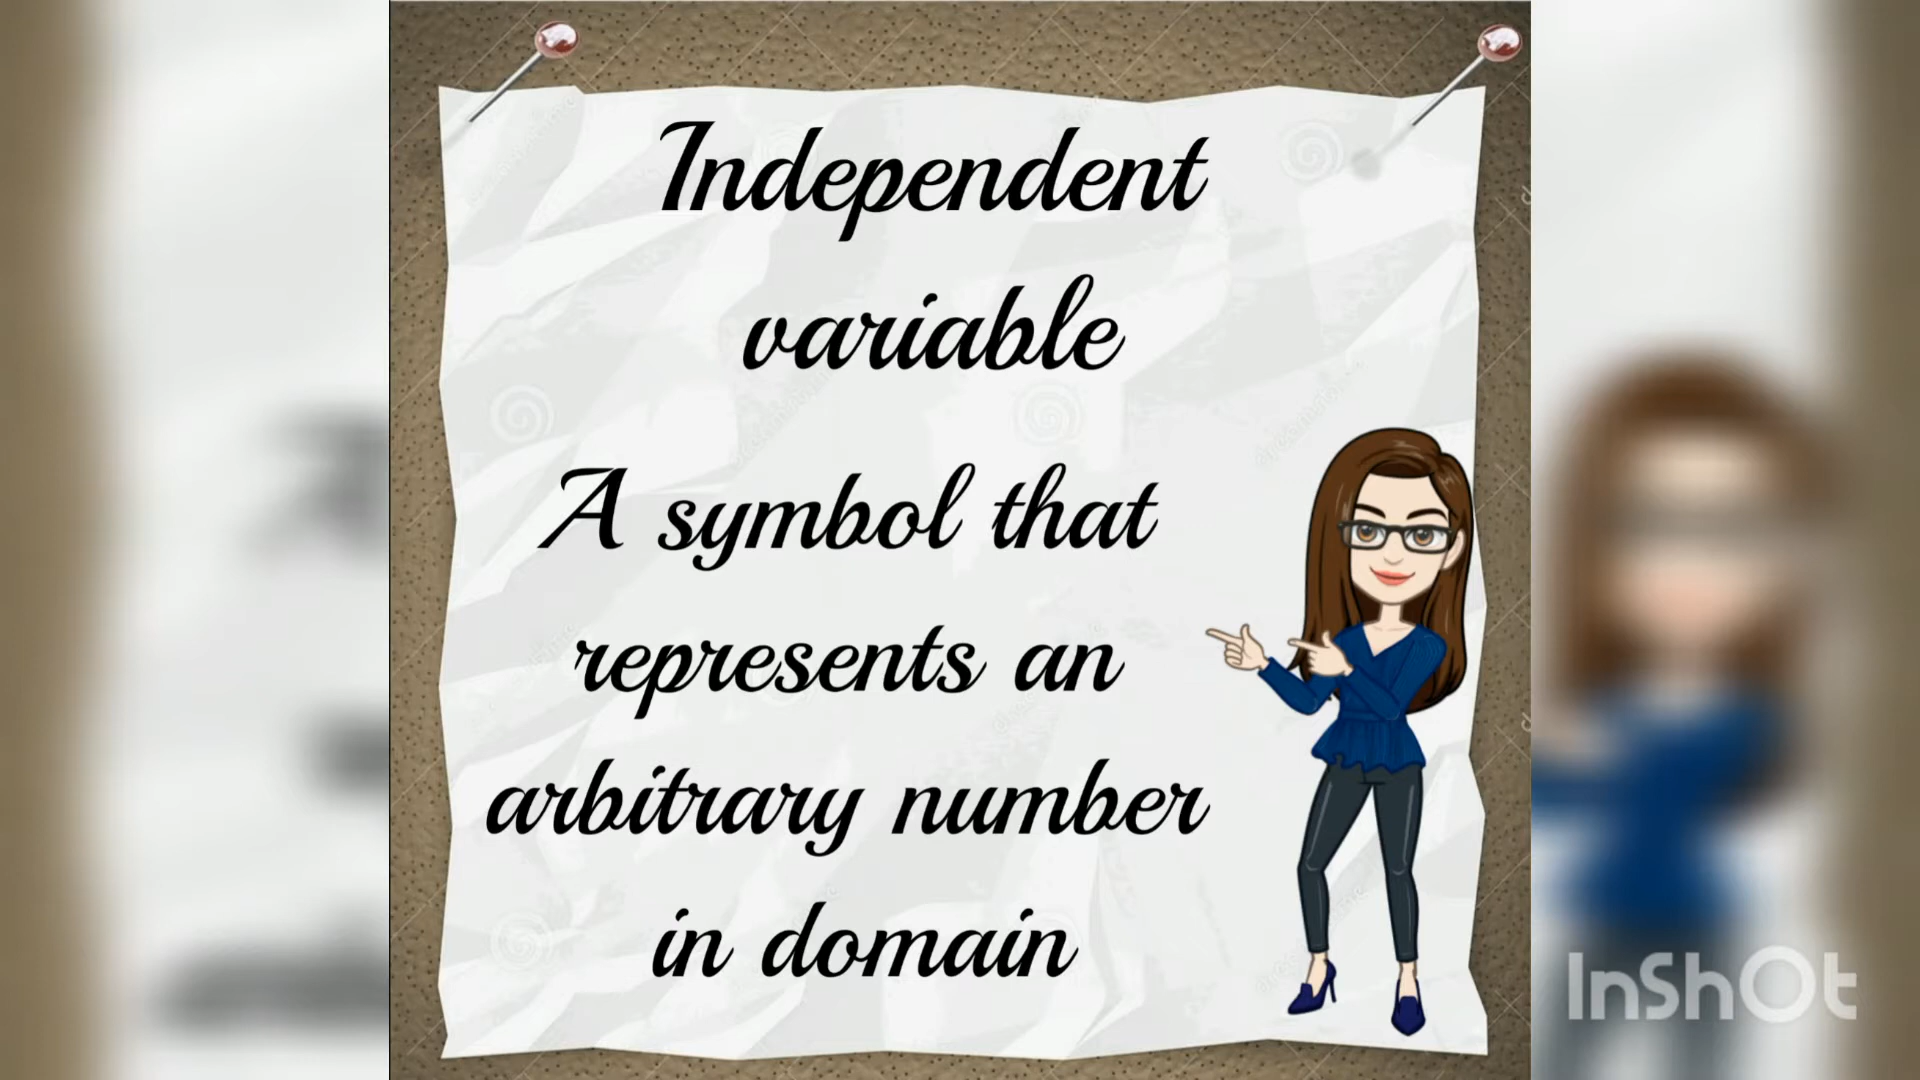 Independent
variable
A symbol that
represents an
arbitrary number
in domain
InShOt